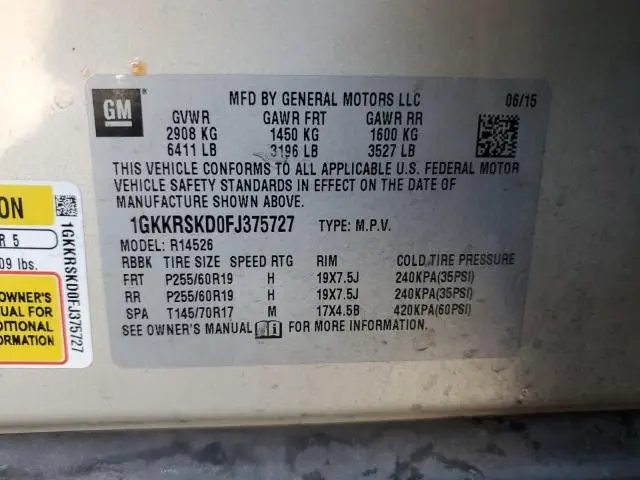 GM
®
MFD BY GENERAL MOTORS LLC 06/15
GVWR GAWR FRT GAWR RR
2908 KG 1450 KG 1600 KG
6411 LB 3196 LB 3527 LB
THIS VEHICLE CONFORMS TO ALL APPLICABLE U.S. FEDERAL MOTOR
VEHICLE SAFETY STANDARDS IN EFFECT ON THE DATE OF
MANUFACTURE SHOWN ABOVE.
1GKKRSKD0FJ375727 TYPE: M.P.V.
MODEL: R14526
RBBK TIRE SIZE SPEED RTG RIM COLD TIRE PRESSURE
FRT P255/60R19 H 19X7.5J 240KPA(35PSI)
RR P255/60R19 H 19X7.5J 240KPA(35PSI)
SPA T145/70R17 M 17X4.5B 420KPA(60PSI)
SEE OWNER'S MANUAL FOR MORE INFORMATION.
ON
R 5
09 lbs.
OWNER'S
UAL FOR
DITIONAL
ORMATION
1GKKRSKD0FJ375727